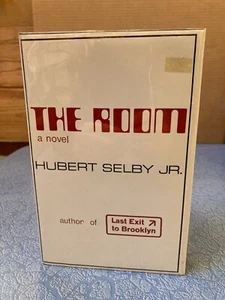 THE ROOM
a novel
HUBERT SELBY JR.
author of Last Exit ↗
to Brooklyn